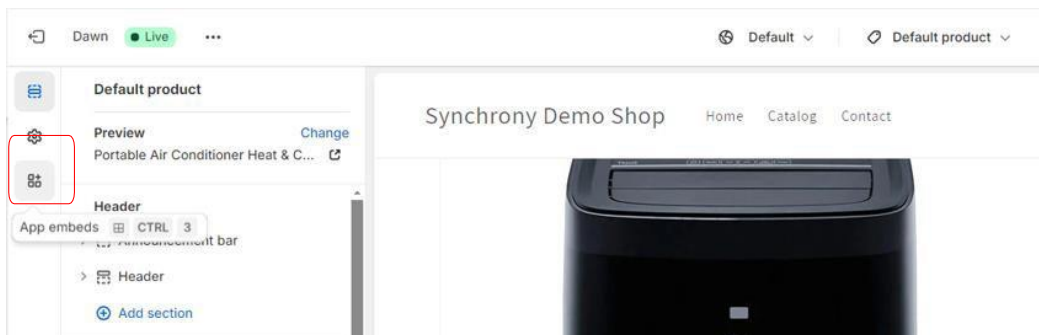 Dawn Live ... Default Default product
Default product
Synchrony Demo Shop Home Catalog Contact
Preview Change
Portable Air Conditioner Heat & C...
Header
App embeds CTRL 3
Announcement bar
Header
Add section